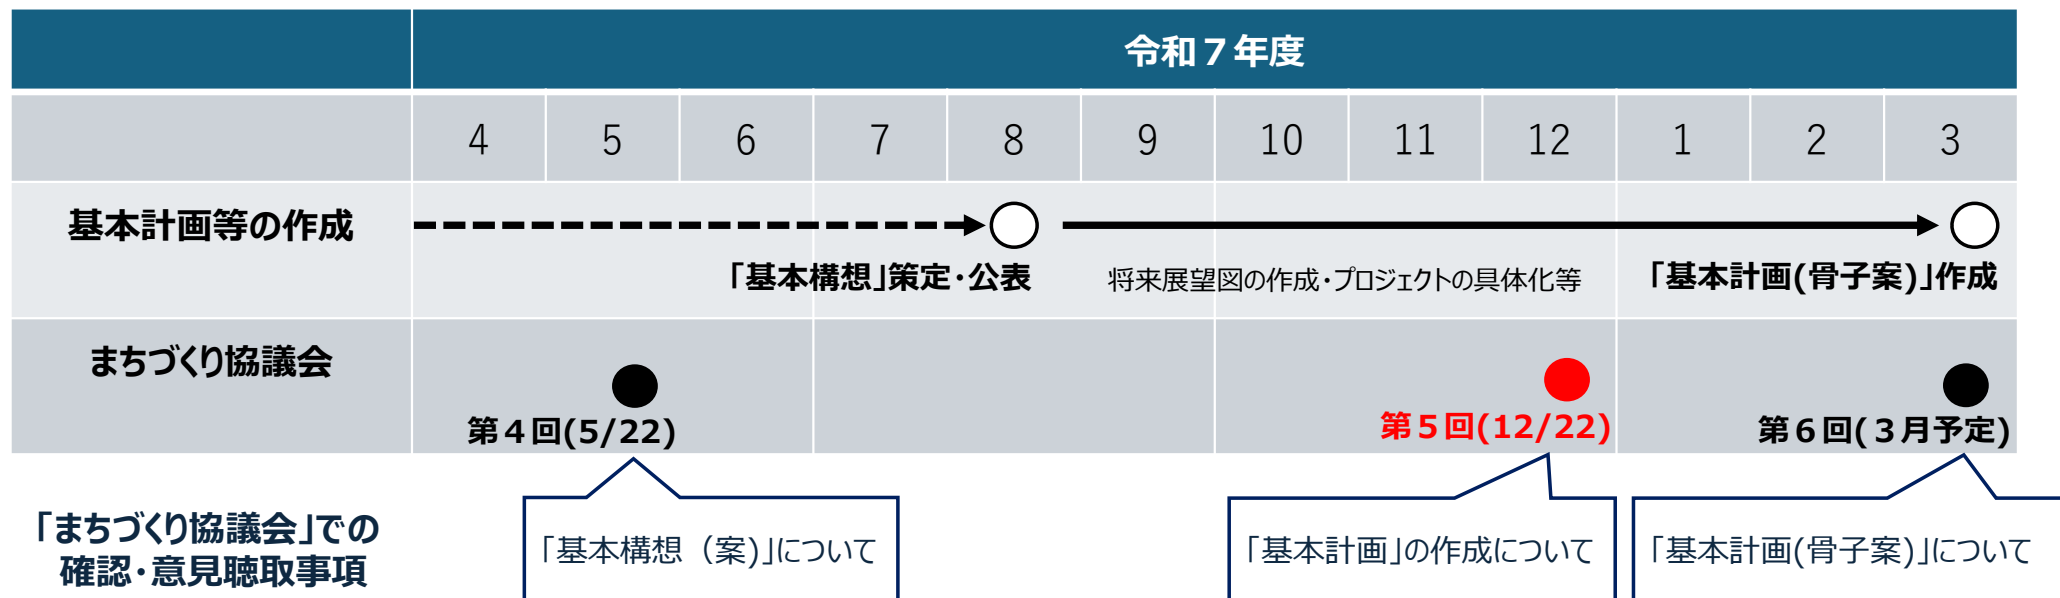 令和７年度
4 5 6 7 8 9 10 11 12 1 2 3
基本計画等の作成
「基本構想」策定･公表
将来展望図の作成･プロジェクトの具体化等
「基本計画(骨子案)」作成
まちづくり協議会
第４回(5/22)
第５回(12/22)
第６回(３月予定)
「まちづくり協議会」での
確認･意見聴取事項
「基本構想（案)」について
「基本計画」の作成について
「基本計画(骨子案)」について